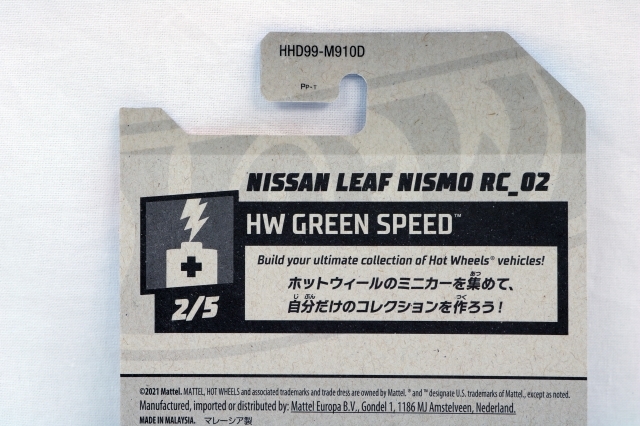 HHD99-M910D
PP-T
NISSAN LEAF NISMO RC_02
HW GREEN SPEED™
Build your ultimate collection of Hot Wheels® vehicles!
ホットウィールのミニカーを集めて、
自分だけのコレクションを作ろう！
2/5
©2021 Mattel. MATTEL, HOT WHEELS and associated trademarks and trade dress are owned by Mattel. ® and ™ designate U.S. trademarks of Mattel, except as noted.
Manufactured, imported or distributed by: Mattel Europa B.V., Gondel 1, 1186 MJ Amstelveen, Nederland.
MADE IN MALAYSIA. マレーシア製